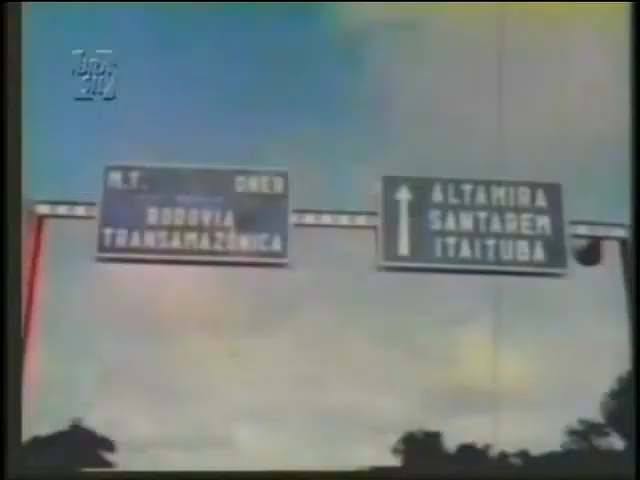 M.T. DNER
RODOVIA
TRANSAMAZÔNICA
ALTAMIRA
SANTAREM
ITAITUBA